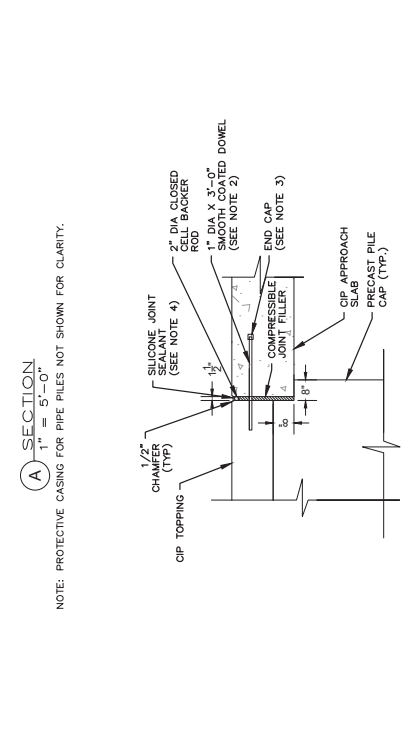 A SECTION
1" = 5'-0"
NOTE: PROTECTIVE CASING FOR PIPE PILES NOT SHOWN FOR CLARITY.
CIP TOPPING
1/2"
CHAMFER
(TYP)
SILICONE JOINT
SEALANT
(SEE NOTE 4)
1 1/2"
2" DIA CLOSED
CELL BACKER
ROD
1" DIA X 3'-0"
SMOOTH COATED DOWEL
(SEE NOTE 2)
END CAP
(SEE NOTE 3)
COMPRESSIBLE
JOINT FILLER
8"
8"
CIP APPROACH
SLAB
PRECAST PILE
CAP (TYP.)